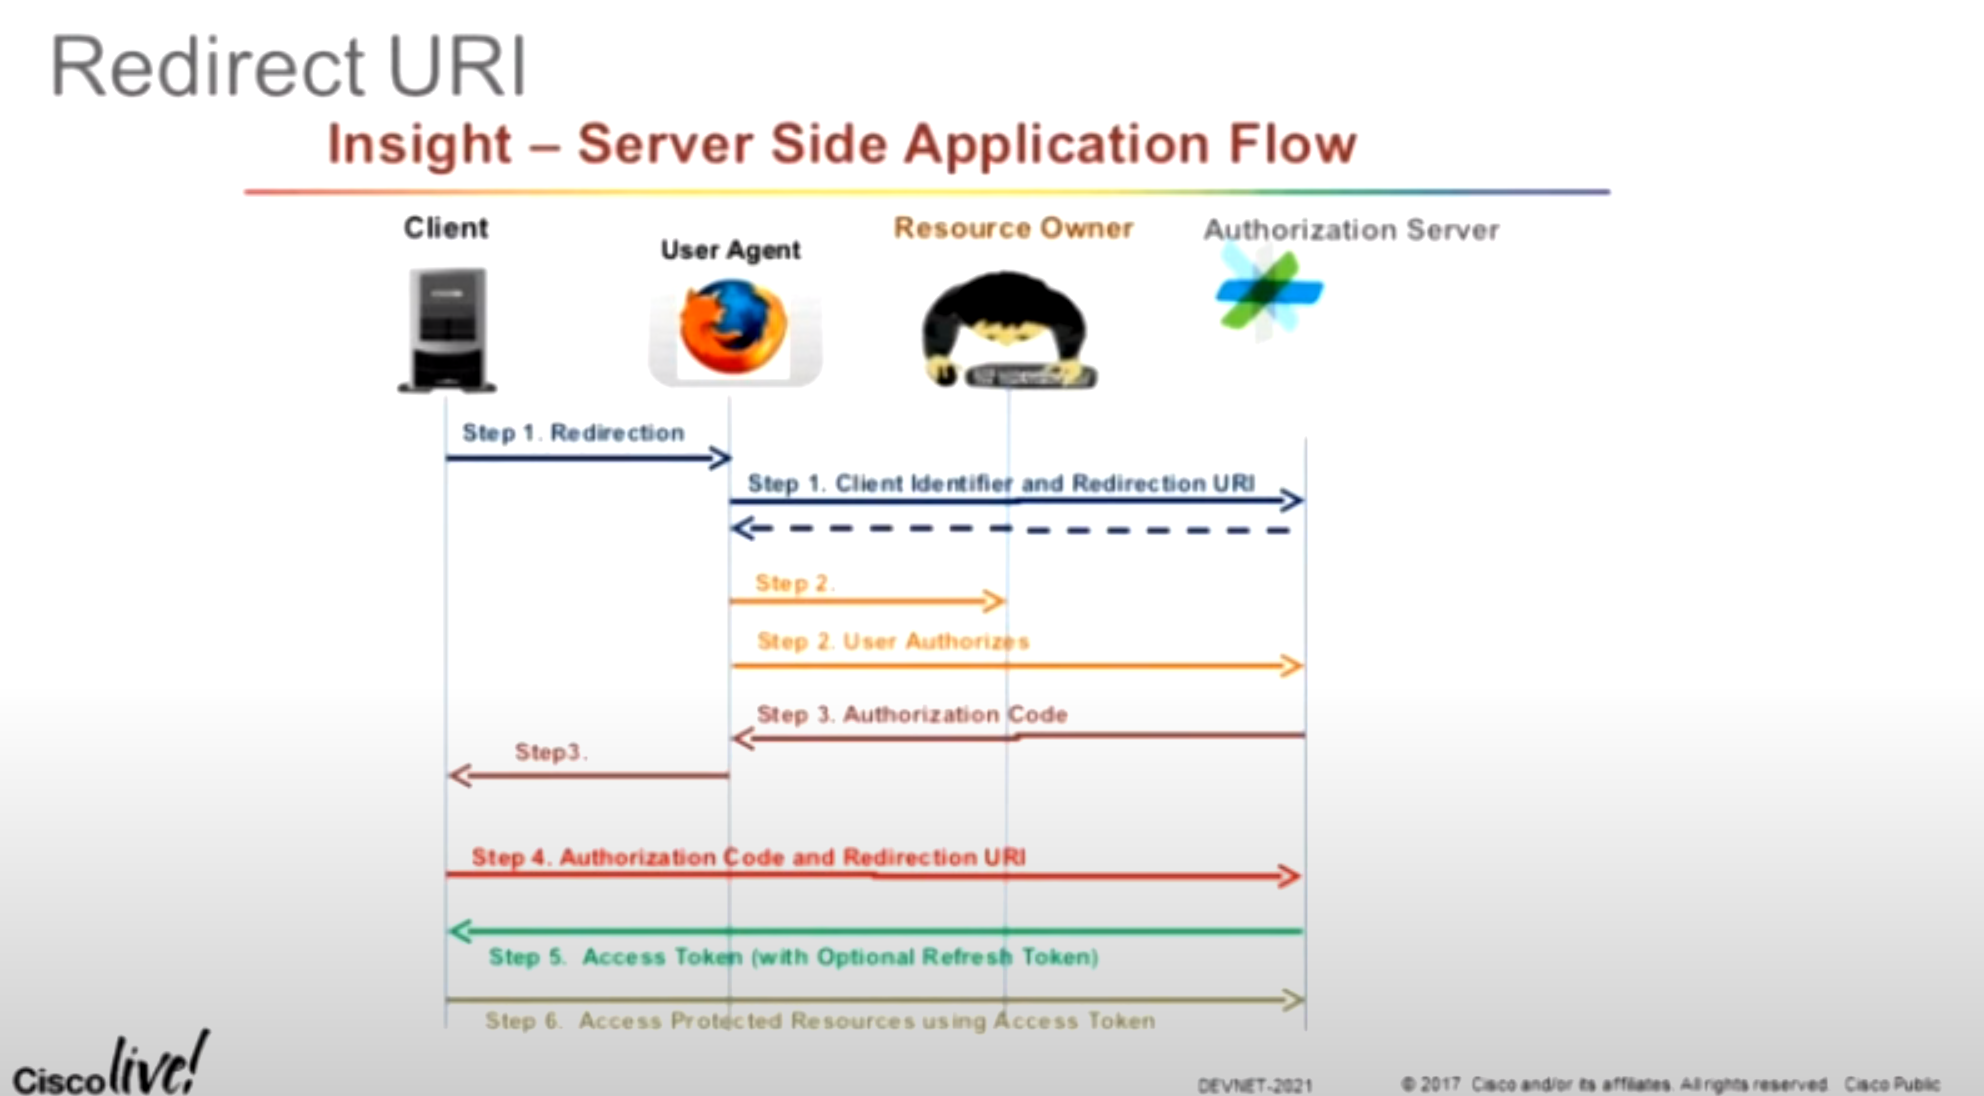 Redirect URI
Insight – Server Side Application Flow
Client
User Agent
Resource Owner
Authorization Server
Step 1. Redirection
Step 1. Client Identifier and Redirection URI
Step 2.
Step 2. User Authorizes
Step 3. Authorization Code
Step3.
Step 4. Authorization Code and Redirection URI
Step 5. Access Token (with Optional Refresh Token)
Step 6. Access Protected Resources using Access Token
Cisco live!
DEVNET-2021
© 2017 Cisco and/or its affiliates. All rights reserved. Cisco Public